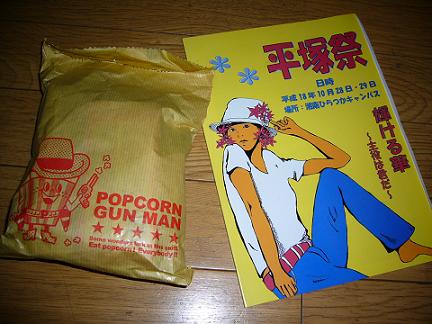 POPCORN
GUN MAN
★★★★★
Eat popcorn! Everybody!!
平塚祭
日時
平成18年10月28日・29日
場所：湘南ひらつかキャンパス
輝ける華
～主役は君だ～